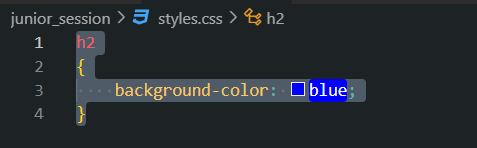 junior_session > styles.css > h2
1 h2
2 {
3 background-color: blue;
4 }